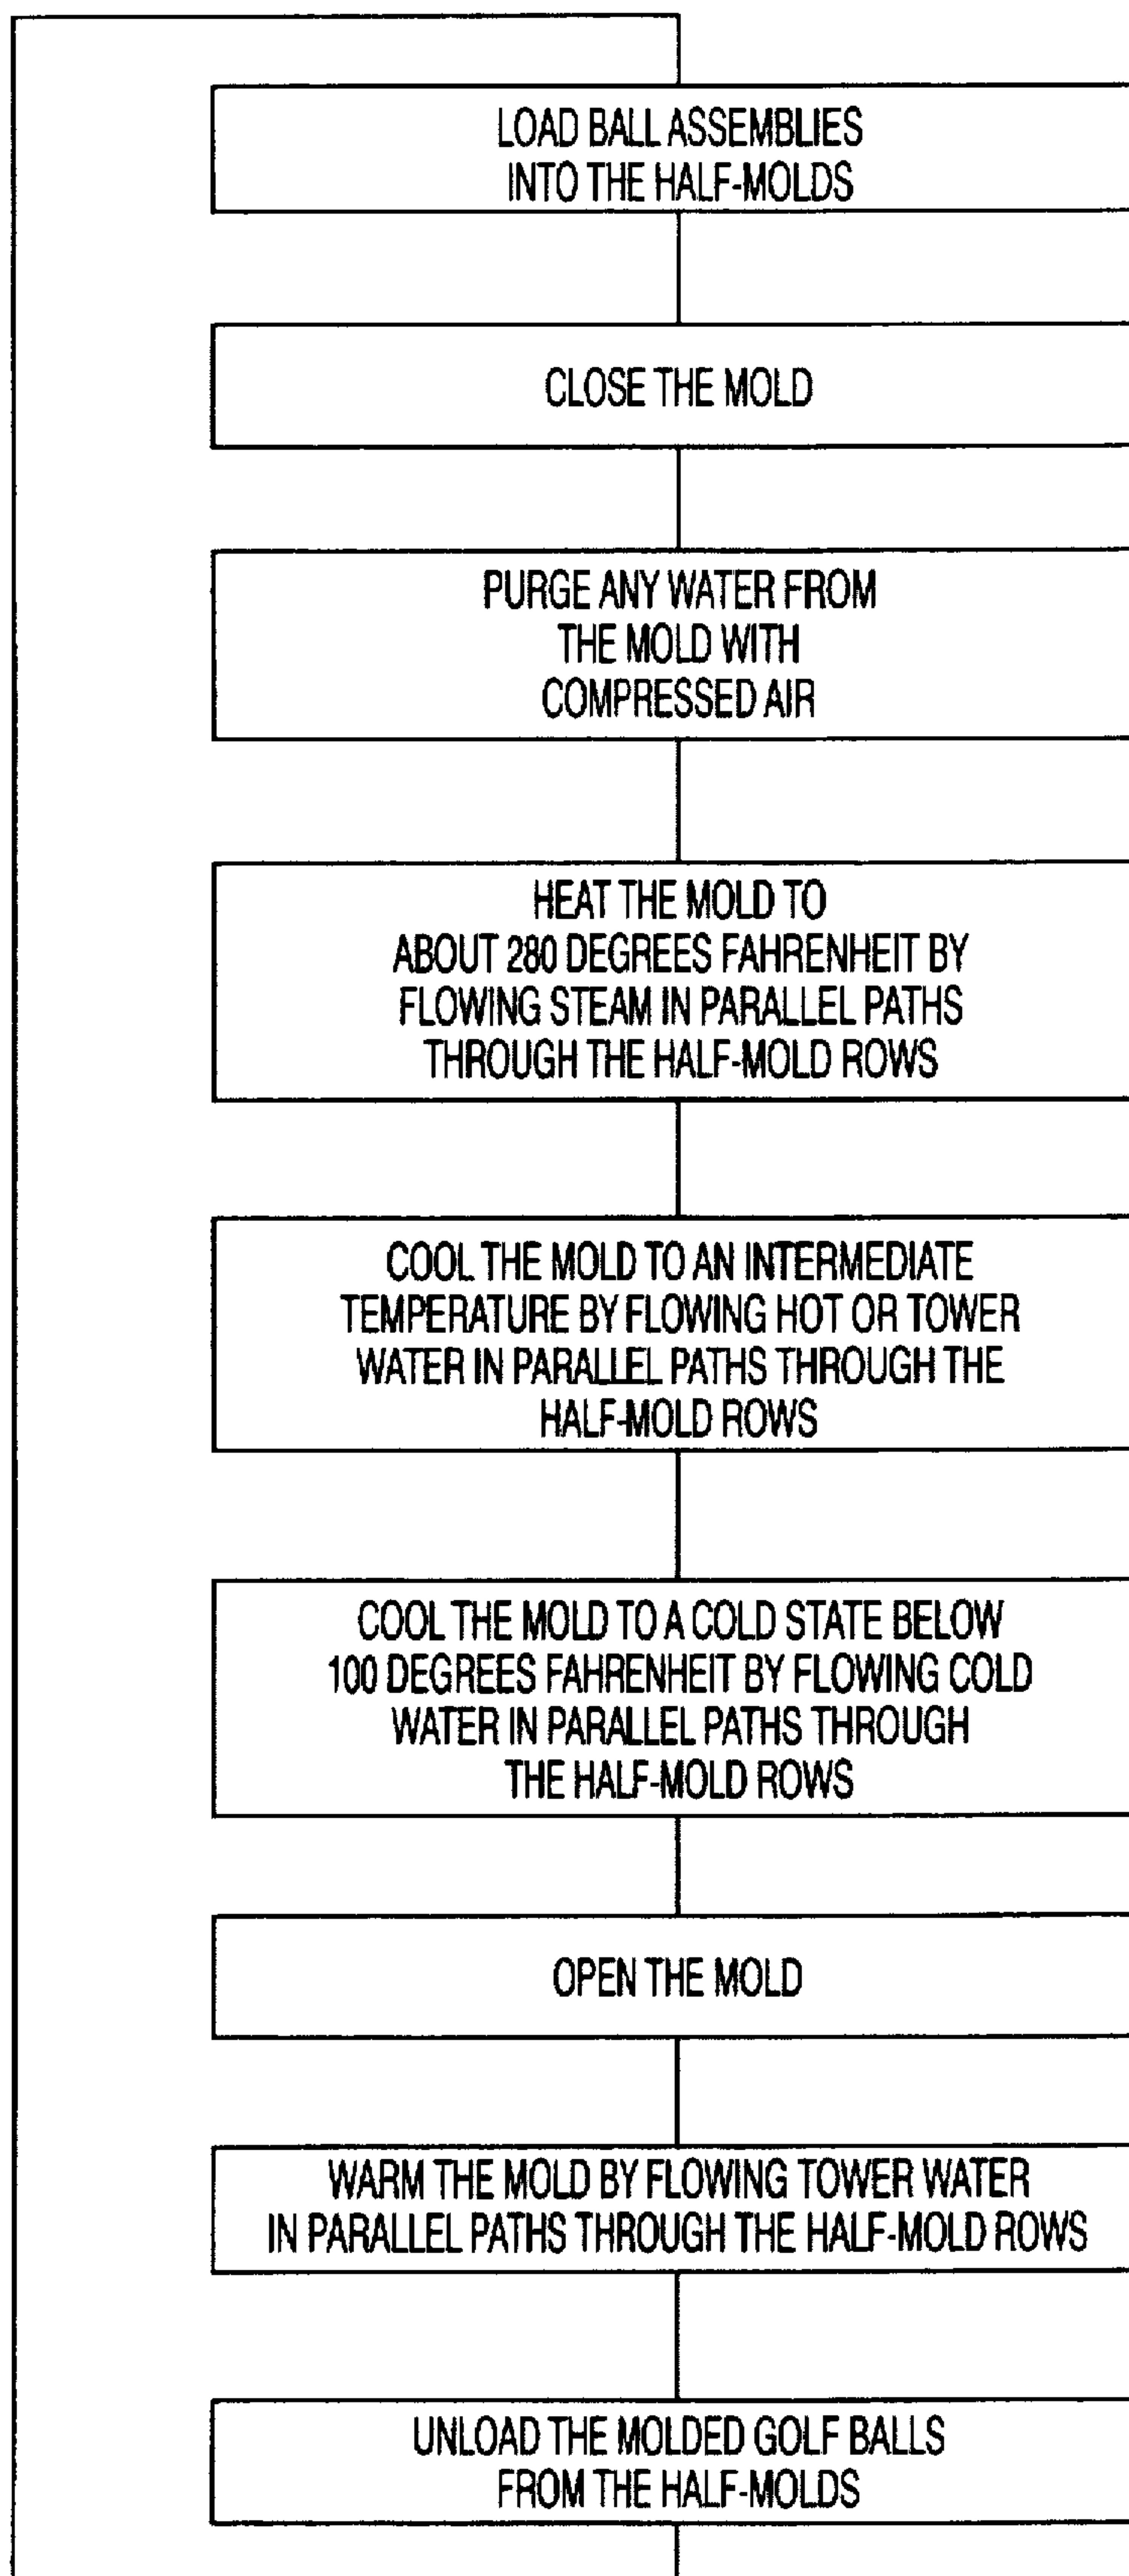 LOAD BALL ASSEMBLIES
INTO THE HALF-MOLDS
CLOSE THE MOLD
PURGE ANY WATER FROM
THE MOLD WITH
COMPRESSED AIR
HEAT THE MOLD TO
ABOUT 280 DEGREES FAHRENHEIT BY
FLOWING STEAM IN PARALLEL PATHS
THROUGH THE HALF-MOLD ROWS
COOL THE MOLD TO AN INTERMEDIATE
TEMPERATURE BY FLOWING HOT OR TOWER
WATER IN PARALLEL PATHS THROUGH THE
HALF-MOLD ROWS
COOL THE MOLD TO A COLD STATE BELOW
100 DEGREES FAHRENHEIT BY FLOWING COLD
WATER IN PARALLEL PATHS THROUGH
THE HALF-MOLD ROWS
OPEN THE MOLD
WARM THE MOLD BY FLOWING TOWER WATER
IN PARALLEL PATHS THROUGH THE HALF-MOLD ROWS
UNLOAD THE MOLDED GOLF BALLS
FROM THE HALF-MOLDS